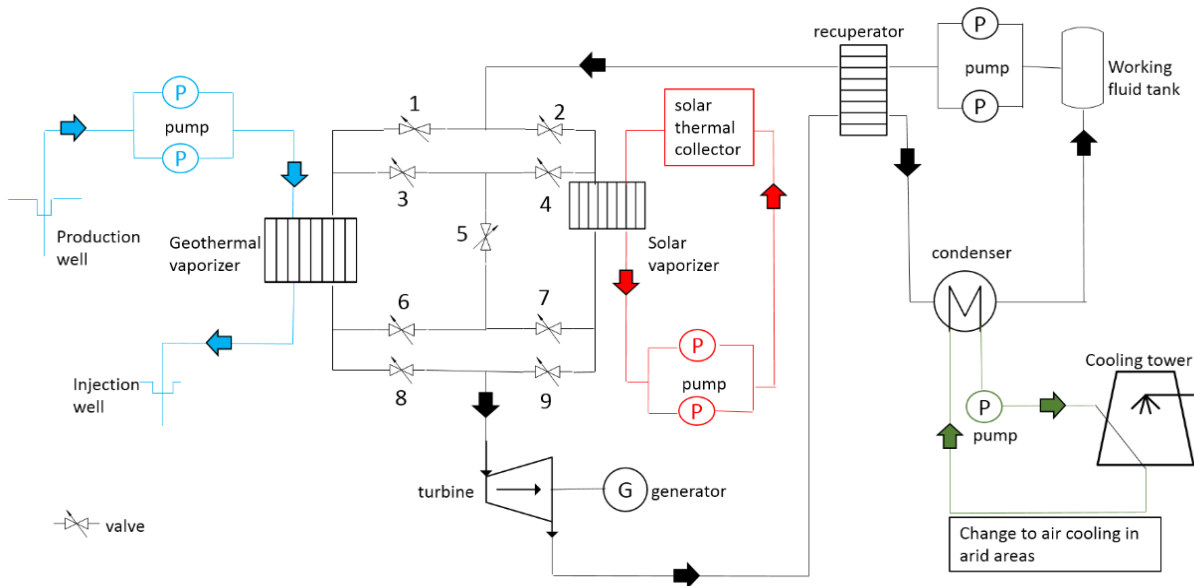 recuperator
P
pump
P
Working
fluid tank
P
pump
P
1
2
solar
thermal
collector
3
4
5
Production
well
Geothermal
vaporizer
Solar
vaporizer
condenser
6
7
P
pump
P
Injection
well
8
9
Cooling tower
P
pump
turbine
G
generator
valve
Change to air cooling in
arid areas